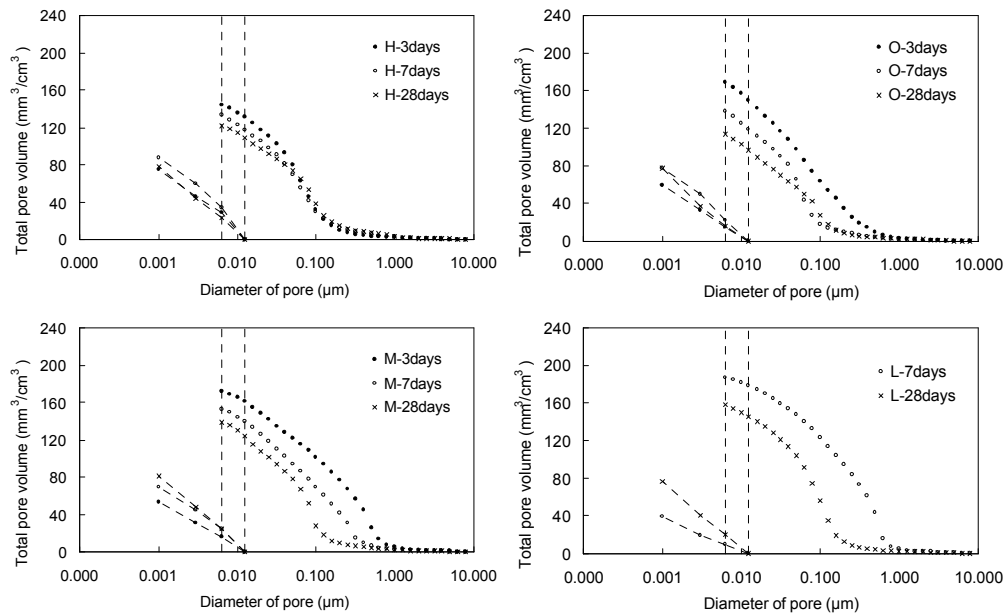 240
200
160
120
80
40
0
Total pore volume (mm³/cm³)
H-3days
H-7days
H-28days
0.000 0.001 0.010 0.100 1.000 10.000
Diameter of pore (μm)
240
200
160
120
80
40
0
Total pore volume (mm³/cm³)
O-3days
O-7days
O-28days
0.000 0.001 0.010 0.100 1.000 10.000
Diameter of pore (μm)
240
200
160
120
80
40
0
Total pore volume (mm³/cm³)
M-3days
M-7days
M-28days
0.000 0.001 0.010 0.100 1.000 10.000
Diameter of pore (μm)
240
200
160
120
80
40
0
Total pore volume (mm³/cm³)
L-7days
L-28days
0.000 0.001 0.010 0.100 1.000 10.000
Diameter of pore (μm)